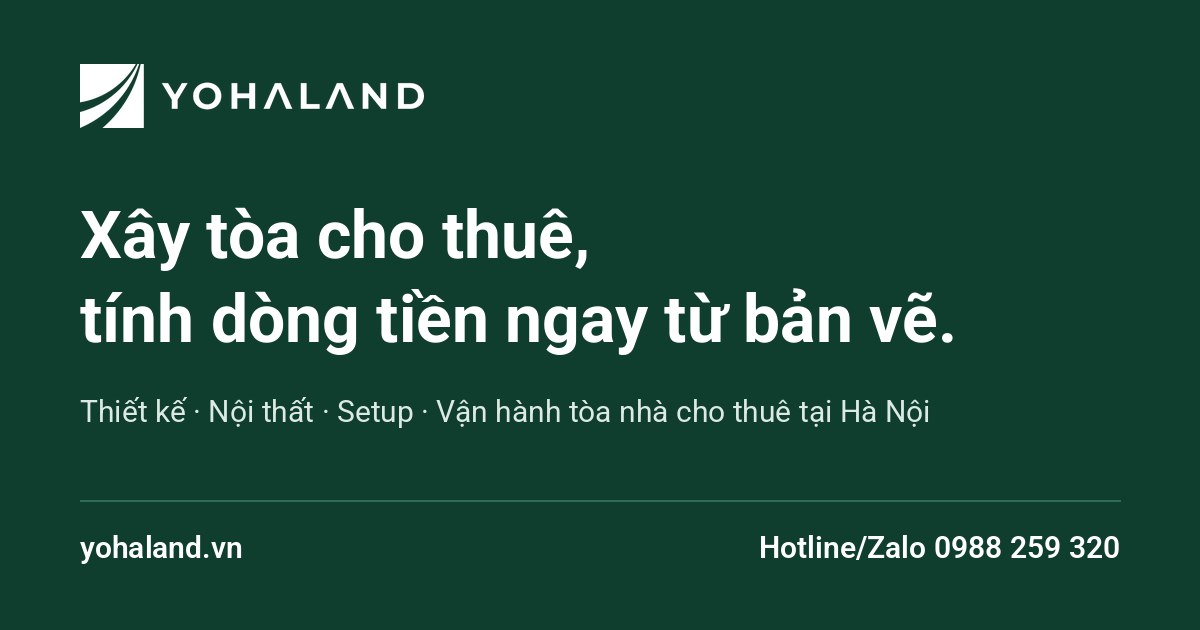 YOHALAND
Xây tòa cho thuê,
tính dòng tiền ngay từ bản vẽ.
Thiết kế · Nội thất · Setup · Vận hành tòa nhà cho thuê tại Hà Nội
yohaland.vn
Hotline/Zalo 0988 259 320